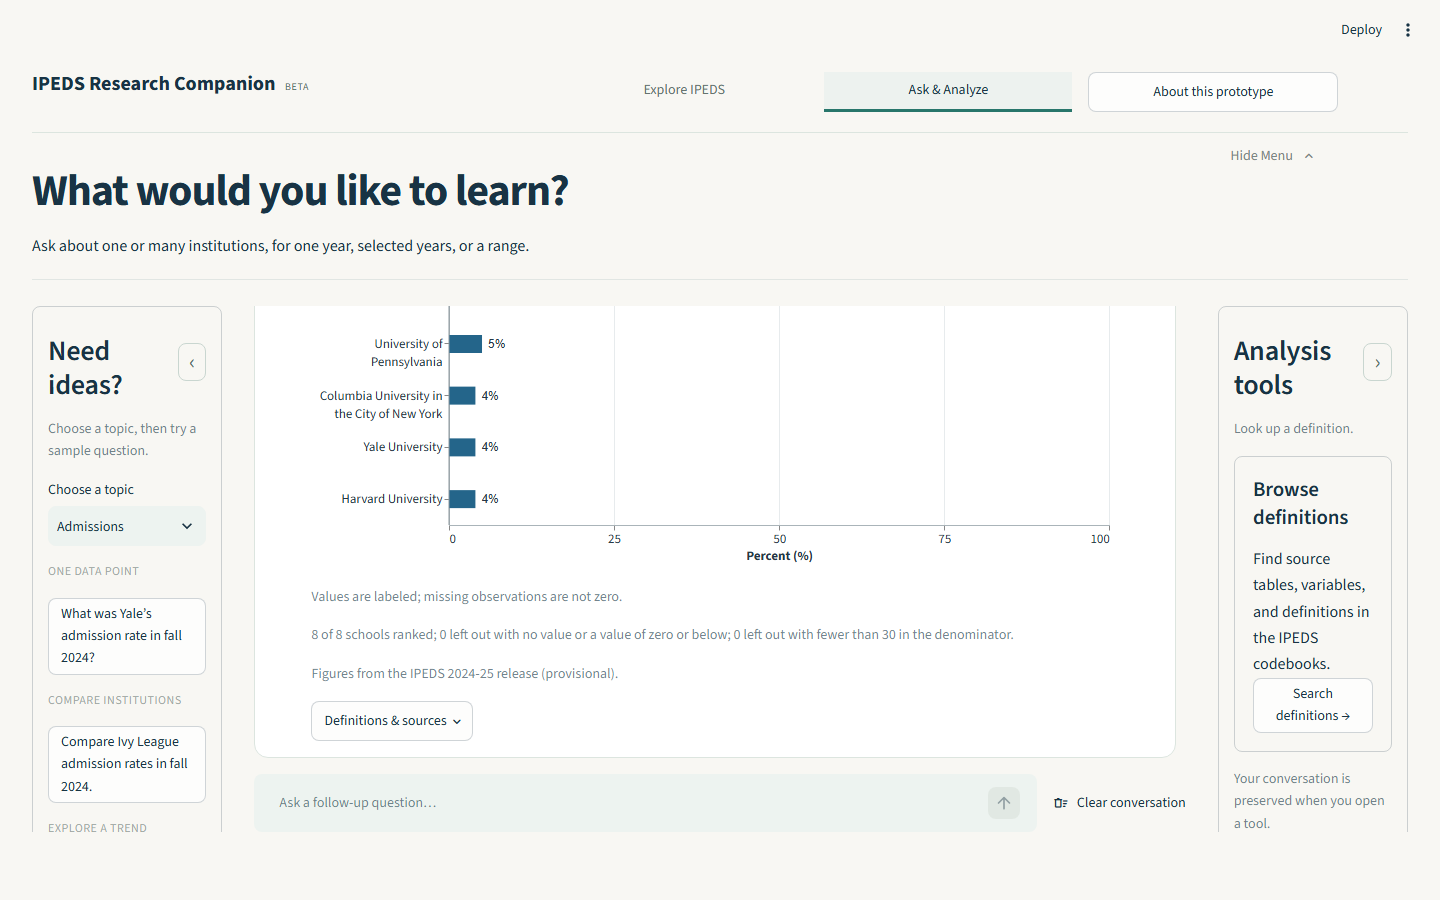 Deploy
IPEDS Research Companion BETA
Explore IPEDS
Ask & Analyze
About this prototype
Hide Menu
What would you like to learn?
Ask about one or many institutions, for one year, selected years, or a range.
Need
ideas?
Choose a topic, then try a
sample question.
Choose a topic
Admissions
ONE DATA POINT
What was Yale's
admission rate in fall
2024?
COMPARE INSTITUTIONS
Compare Ivy League
admission rates in fall
2024.
EXPLORE A TREND
University of
Pennsylvania
5%
Columbia University in
the City of New York
4%
Yale University
4%
Harvard University
4%
0 25 50 75 100
Percent (%)
Values are labeled; missing observations are not zero.
8 of 8 schools ranked; 0 left out with no value or a value of zero or below; 0 left out with fewer than 30 in the denominator.
Figures from the IPEDS 2024-25 release (provisional).
Definitions & sources
Ask a follow-up question…
Clear conversation
Analysis
tools
Look up a definition.
Browse
definitions
Find source
tables, variables,
and definitions in
the IPEDS
codebooks.
Search
definitions →
Your conversation is
preserved when you open
a tool.